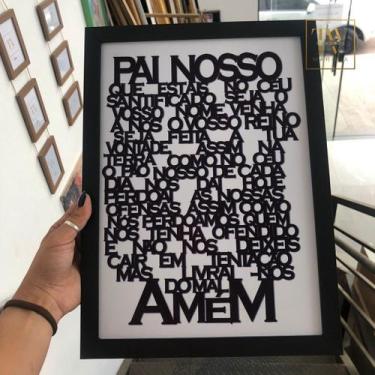 PAI NOSSO
QUE ESTAIS NO CÉU
SANTIFICADO SEJA O
VOSSO NOME VENHA
A NÓS O VOSSO REINO
SEJA FEITA A TUA
VONTADE ASSIM NA
TERRA COMO NO CÉU
O PÃO NOSSO DE CADA
DIA NOS DAI HOJE
PERDOAI AS NOSSAS
OFENSAS ASSIM COMO
NÓS PERDOAMOS QUEM
NOS TENHA OFENDIDO
E NÃO NOS DEIXEIS
CAIR EM TENTAÇÃO
MAS LIVRAI-NOS
DO MAL
AMÉM